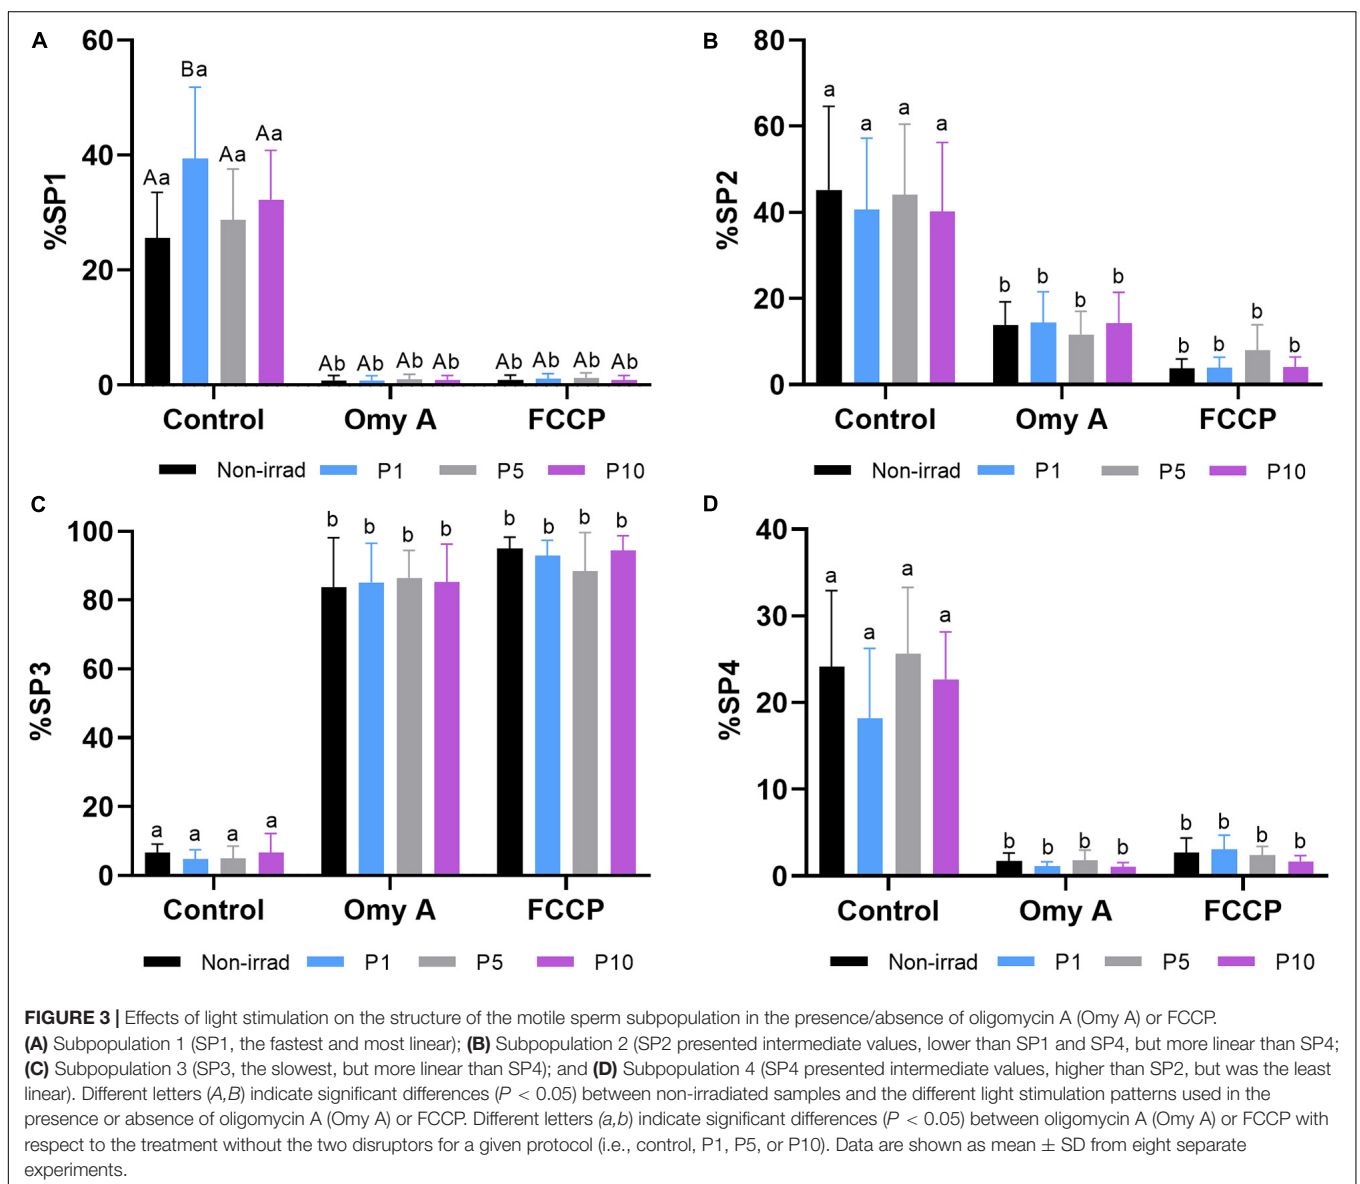 A
60
40
20
0
%SP1
Aa
Ba
Aa
Aa
Ab Ab Ab Ab
Ab Ab Ab Ab
Control Omy A FCCP
Non-irrad P1 P5 P10
B
80
60
40
20
0
%SP2
a a a a
b b b b
b b b b
Control Omy A FCCP
Non-irrad P1 P5 P10
C
100
80
60
40
20
0
%SP3
a a a a
b b b b
b b b b
Control Omy A FCCP
Non-irrad P1 P5 P10
D
40
30
20
10
0
%SP4
a a a a
b b b b
b b b b
Control Omy A FCCP
Non-irrad P1 P5 P10
FIGURE 3 | Effects of light stimulation on the structure of the motile sperm subpopulation in the presence/absence of oligomycin A (Omy A) or FCCP.
(A) Subpopulation 1 (SP1, the fastest and most linear); (B) Subpopulation 2 (SP2 presented intermediate values, lower than SP1 and SP4, but more linear than SP4;
(C) Subpopulation 3 (SP3, the slowest, but more linear than SP4); and (D) Subpopulation 4 (SP4 presented intermediate values, higher than SP2, but was the least
linear). Different letters (A,B) indicate significant differences (P < 0.05) between non-irradiated samples and the different light stimulation patterns used in the
presence or absence of oligomycin A (Omy A) or FCCP. Different letters (a,b) indicate significant differences (P < 0.05) between oligomycin A (Omy A) or FCCP with
respect to the treatment without the two disruptors for a given protocol (i.e., control, P1, P5, or P10). Data are shown as mean ± SD from eight separate
experiments.